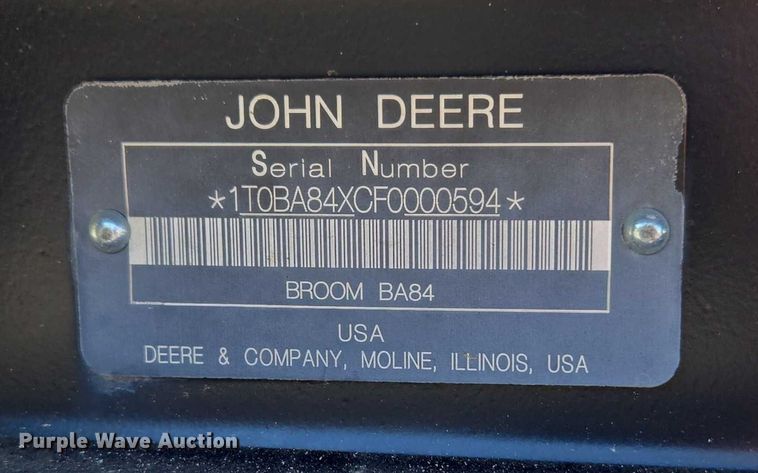 JOHN DEERE
Serial Number
*1T0BA84XCF0000594*
BROOM BA84
USA
DEERE & COMPANY, MOLINE, ILLINOIS, USA
Purple Wave Auction